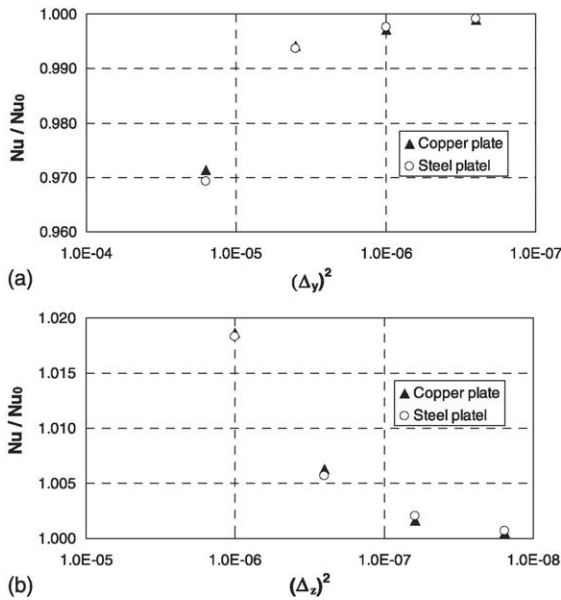 1.000
0.990
0.980
0.970
0.960
Nu / Nu₀
▲ Copper plate
○ Steel platel
1.0E-04 1.0E-05 1.0E-06 1.0E-07
(a) (Δy)²
1.020
1.015
1.010
1.005
1.000
Nu / Nu₀
▲ Copper plate
○ Steel platel
1.0E-05 1.0E-06 1.0E-07 1.0E-08
(b) (Δz)²